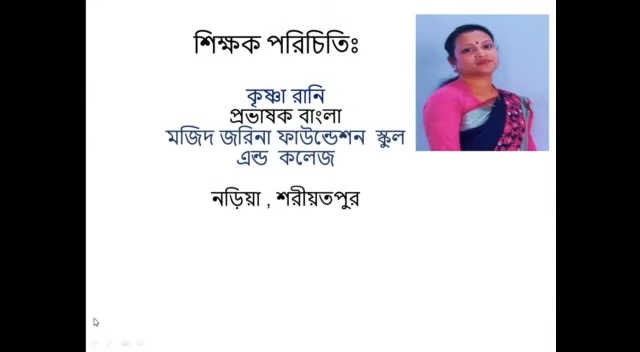 শিক্ষক পরিচিতিঃ
কৃষ্ণা রানি
প্রভাষক বাংলা
মজিদ জরিনা ফাউন্ডেশন স্কুল
এন্ড কলেজ
নড়িয়া , শরীয়তপুর